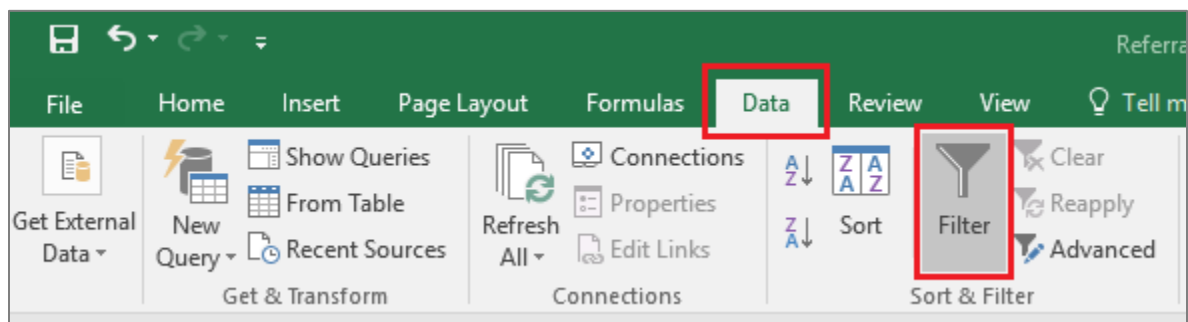 Referra
File Home Insert Page Layout Formulas Data Review View Tell m
Show Queries
From Table
Recent Sources
Get External
Data
New
Query
Refresh
All
Connections
Properties
Edit Links
A
Z
Z
A
Z A
A Z
Sort
Filter
Clear
Reapply
Advanced
Get & Transform
Connections
Sort & Filter